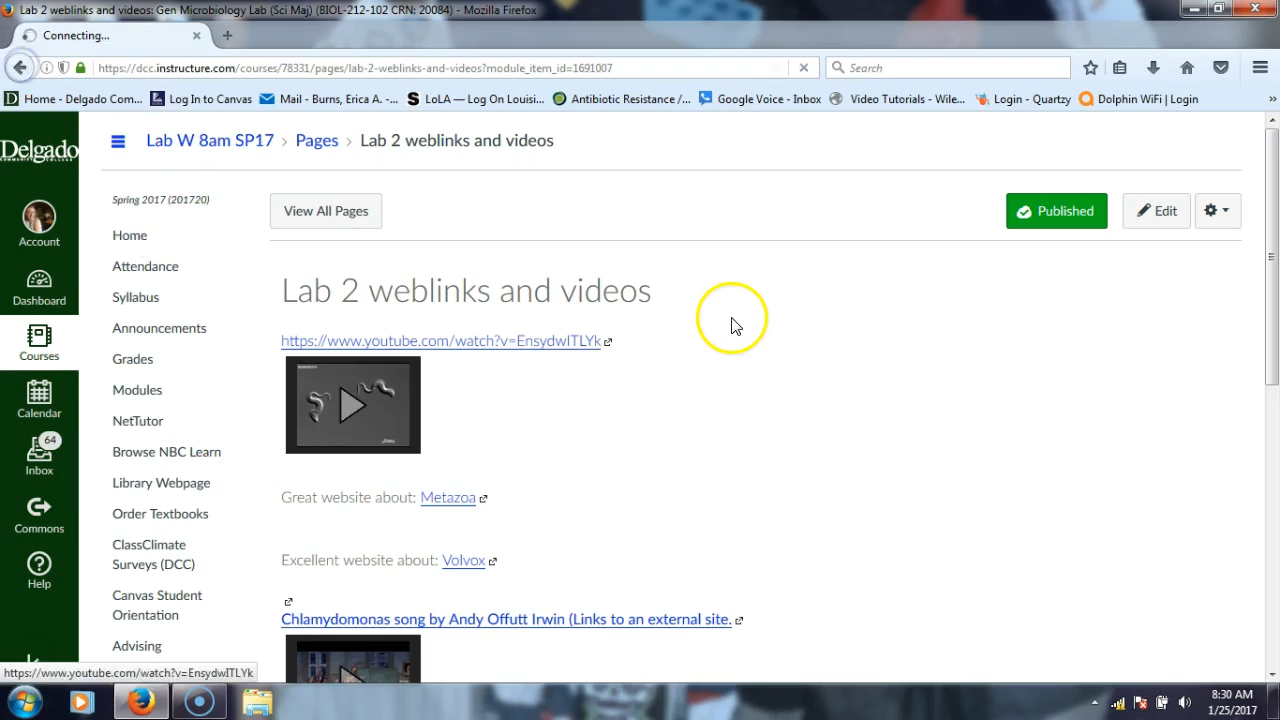 Lab 2 weblinks and videos: Gen Microbiology Lab (Sci Maj) (BIOL-212-102 CRN: 20084) - Mozilla Firefox
Connecting...
https://dcc.instructure.com/courses/78331/pages/lab-2-weblinks-and-videos?module_item_id=1691007
Search
Home - Delgado Com... Log In to Canvas Mail - Burns, Erica A. -... LoLA — Log On Louisi... Antibiotic Resistance /... Google Voice - Inbox Video Tutorials - Wile... Login - Quartzy Dolphin WiFi | Login
Delgado
COMMUNITY COLLEGE
Account
Dashboard
Courses
Calendar
64
Inbox
Commons
Help
Lab W 8am SP17 > Pages > Lab 2 weblinks and videos
Spring 2017 (201720)
Home
Attendance
Syllabus
Announcements
Grades
Modules
NetTutor
Browse NBC Learn
Library Webpage
Order Textbooks
ClassClimate
Surveys (DCC)
Canvas Student
Orientation
Advising
View All Pages
Published
Edit
Lab 2 weblinks and videos
https://www.youtube.com/watch?v=EnsydwITLYk
Great website about: Metazoa
Excellent website about: Volvox
Chlamydomonas song by Andy Offutt Irwin (Links to an external site.
https://www.youtube.com/watch?v=EnsydwITLYk
8:30 AM
1/25/2017